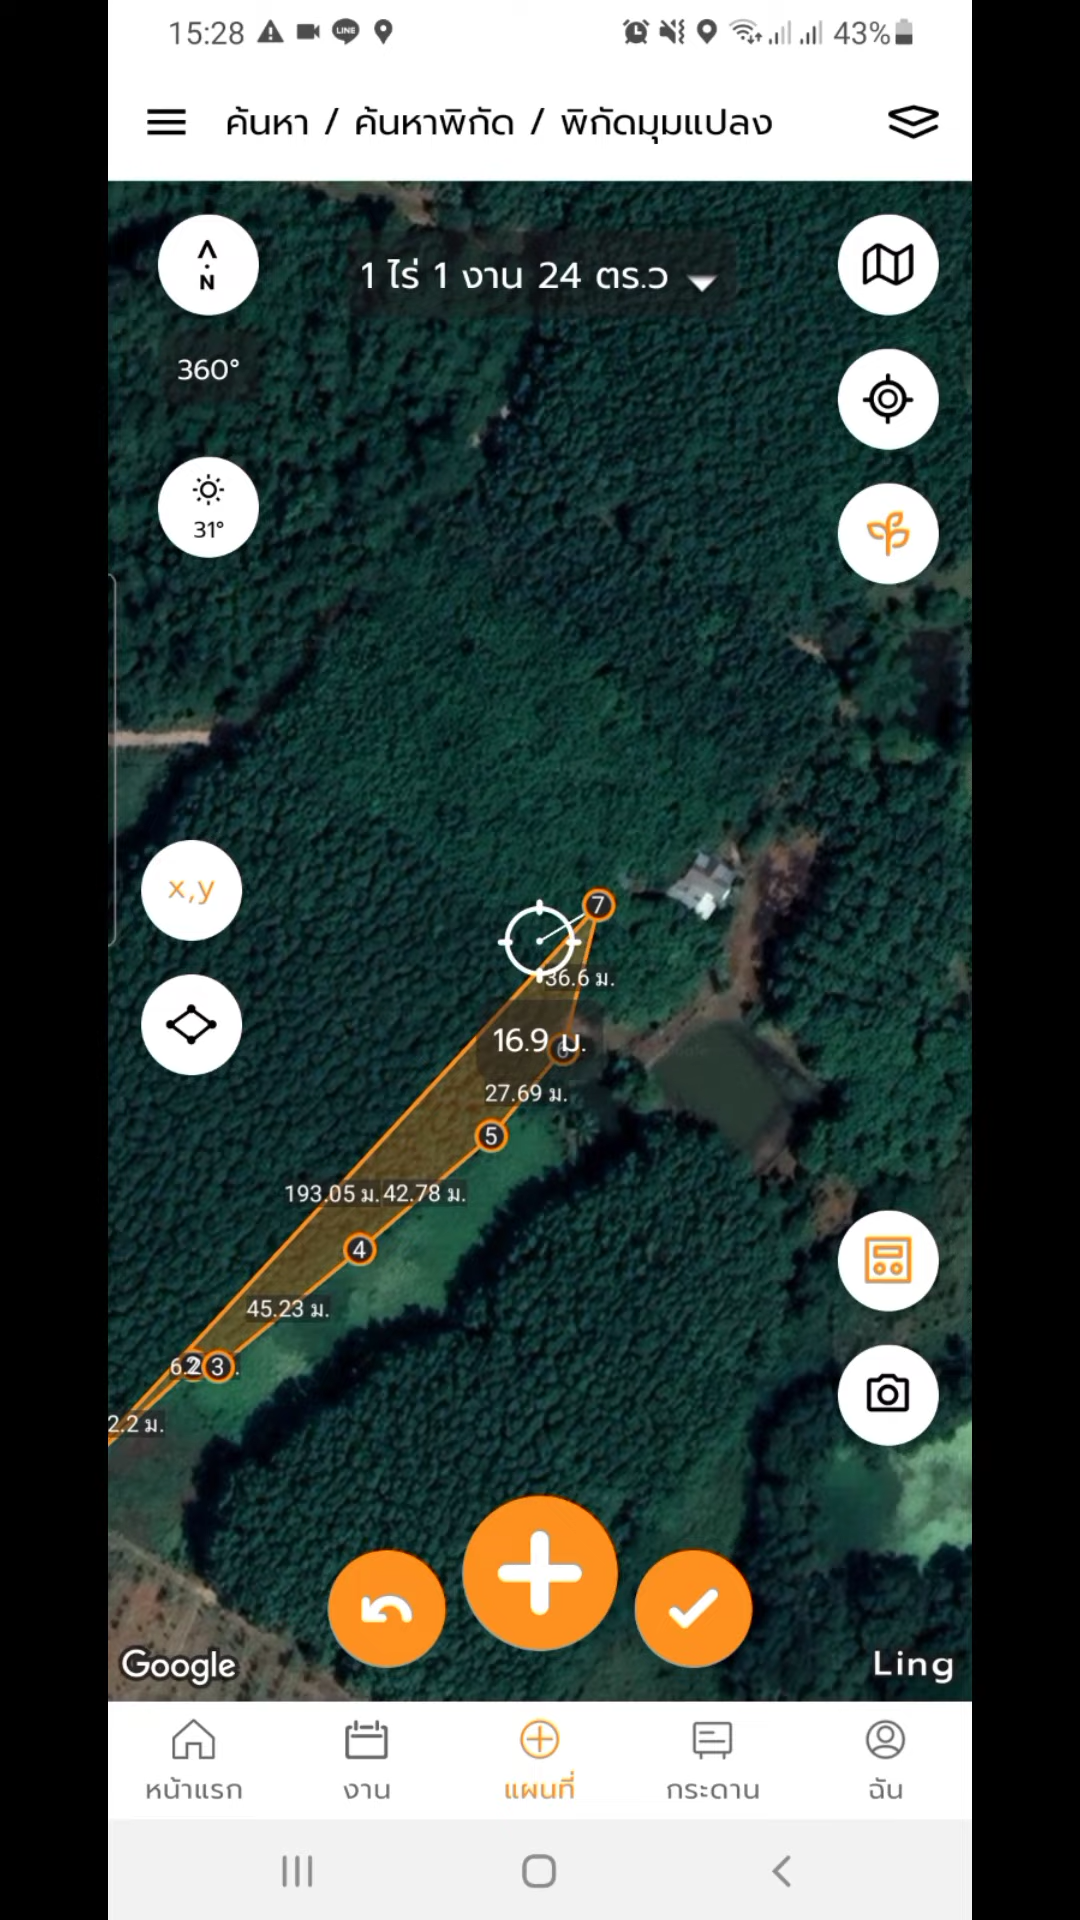 15:28 LINE 43%
ค้นหา / ค้นหาพิกัด / พิกัดมุมแปลง
N
1 ไร่ 1 งาน 24 ตร.ว
360°
31°
x,y
7
36.6 ม.
16.9 ม.
6
27.69 ม.
5
193.05 ม. 42.78 ม.
4
45.23 ม.
2 3
2.2 ม.
Google
Ling
หน้าแรก งาน แผนที่ กระดาน ฉัน